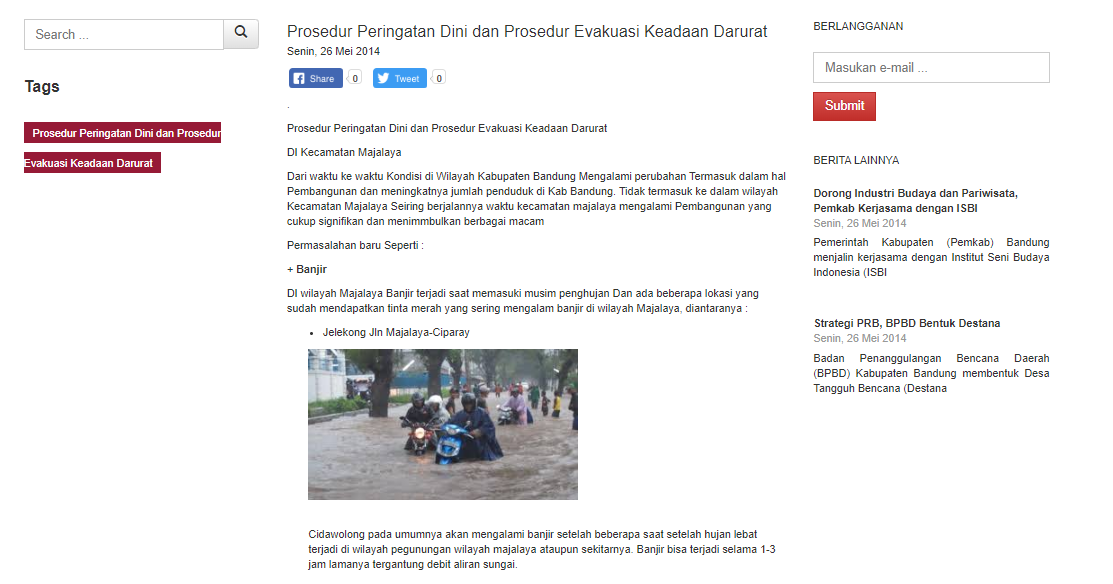 Search ...
Tags
Prosedur Peringatan Dini dan Prosedur
Evakuasi Keadaan Darurat
Prosedur Peringatan Dini dan Prosedur Evakuasi Keadaan Darurat
Senin, 26 Mei 2014
Share 0 Tweet 0
.
Prosedur Peringatan Dini dan Prosedur Evakuasi Keadaan Darurat
DI Kecamatan Majalaya
Dari waktu ke waktu Kondisi di Wilayah Kabupaten Bandung Mengalami perubahan Termasuk dalam hal
Pembangunan dan meningkatnya jumlah penduduk di Kab Bandung. Tidak termasuk ke dalam wilayah
Kecamatan Majalaya Seiring berjalannya waktu kecamatan majalaya mengalami Pembangunan yang
cukup signifikan dan menimmbulkan berbagai macam
Permasalahan baru Seperti :
+ Banjir
DI wilayah Majalaya Banjir terjadi saat memasuki musim penghujan Dan ada beberapa lokasi yang
sudah mendapatkan tinta merah yang sering mengalam banjir di wilayah Majalaya, diantaranya :
• Jelekong Jln Majalaya-Ciparay
Cidawolong pada umumnya akan mengalami banjir setelah beberapa saat setelah hujan lebat
terjadi di wilayah pegunungan wilayah majalaya ataupun sekitarnya. Banjir bisa terjadi selama 1-3
jam lamanya tergantung debit aliran sungai.
BERLANGGANAN
Masukan e-mail ...
Submit
BERITA LAINNYA
Dorong Industri Budaya dan Pariwisata,
Pemkab Kerjasama dengan ISBI
Senin, 26 Mei 2014
Pemerintah Kabupaten (Pemkab) Bandung
menjalin kerjasama dengan Institut Seni Budaya
Indonesia (ISBI
Strategi PRB, BPBD Bentuk Destana
Senin, 26 Mei 2014
Badan Penanggulangan Bencana Daerah
(BPBD) Kabupaten Bandung membentuk Desa
Tangguh Bencana (Destana